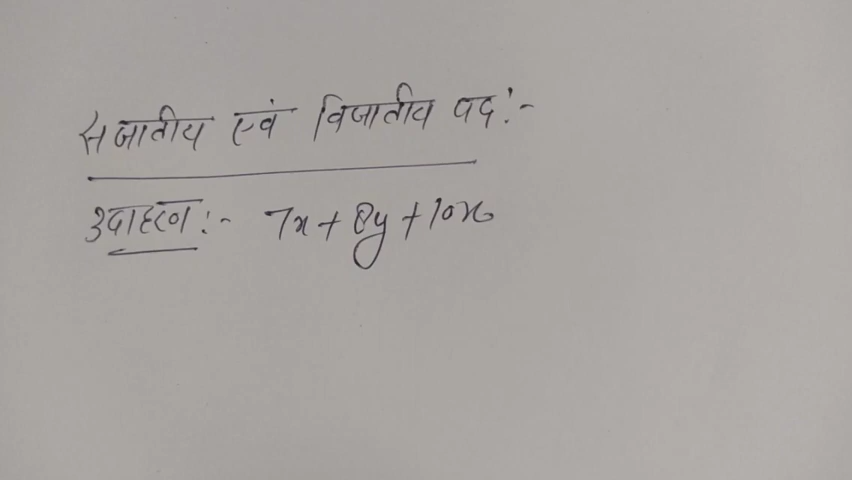 सजातीय एवं विजातीय पद :-
उदाहरण :- 7x + 8y + 10x